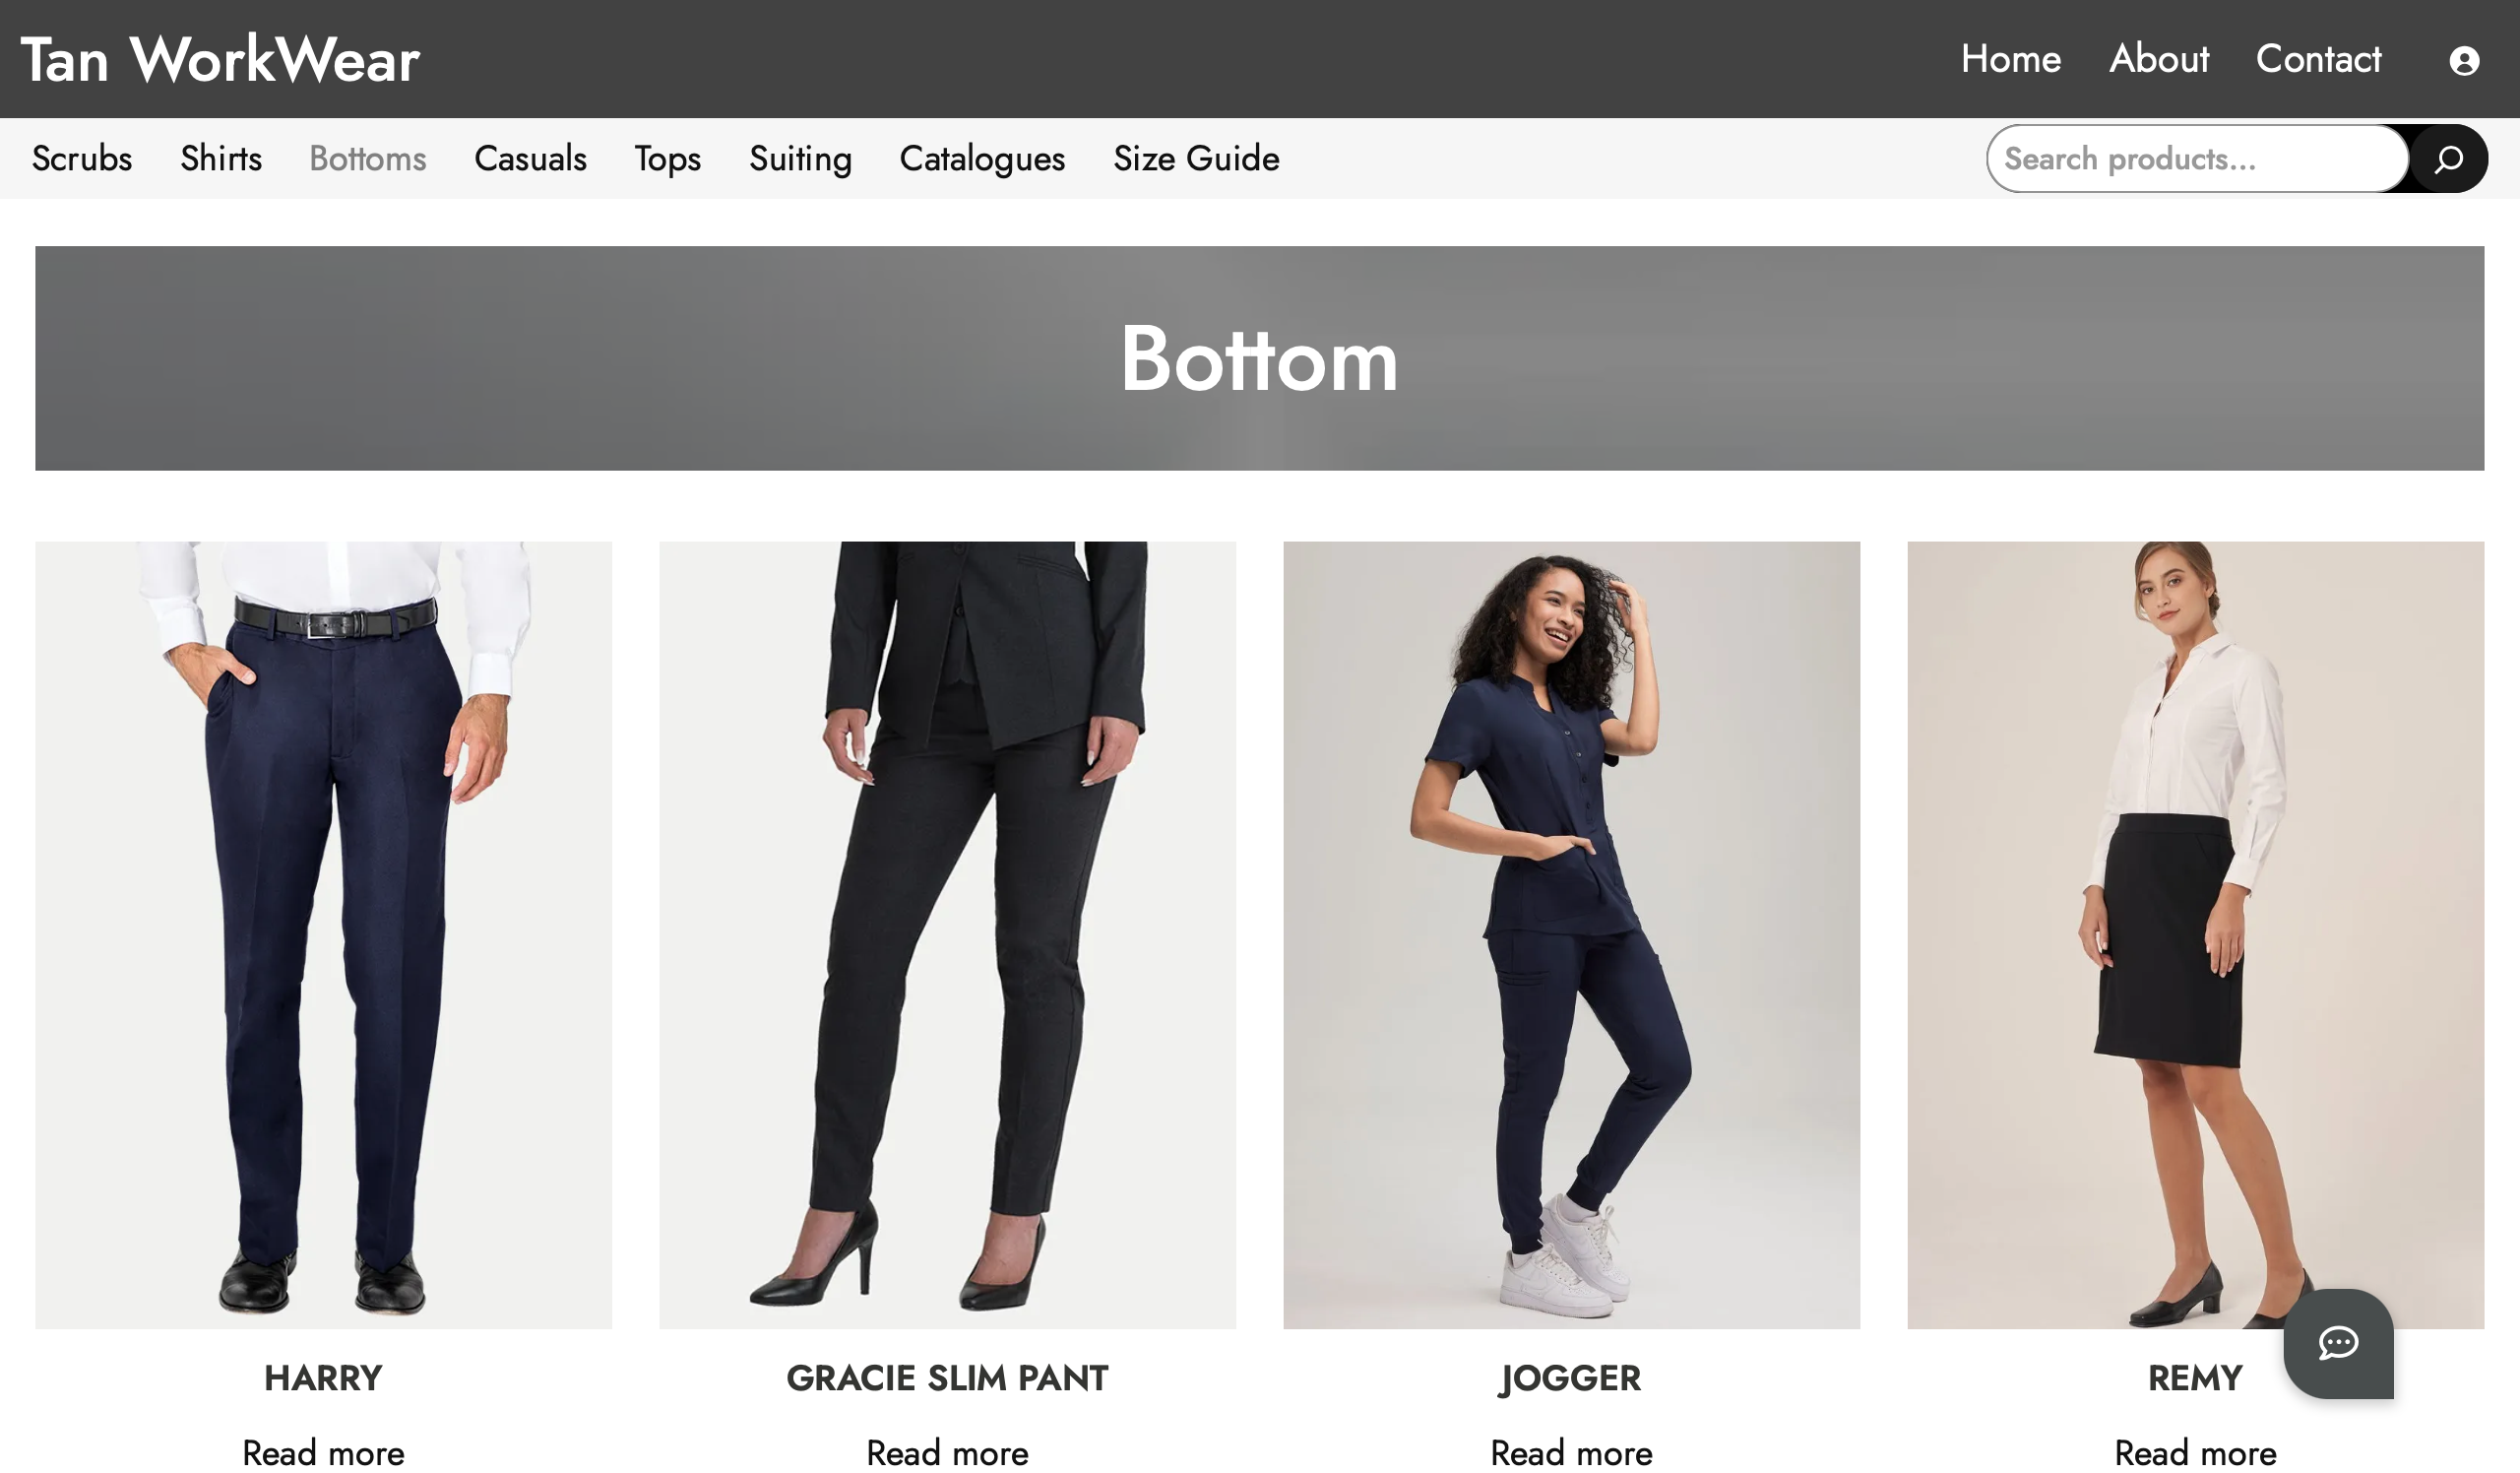 Tan WorkWear
Home About Contact
Scrubs Shirts Bottoms Casuals Tops Suiting Catalogues Size Guide
Search products...
Bottom
HARRY
GRACIE SLIM PANT
JOGGER
REMY
Read more
Read more
Read more
Read more